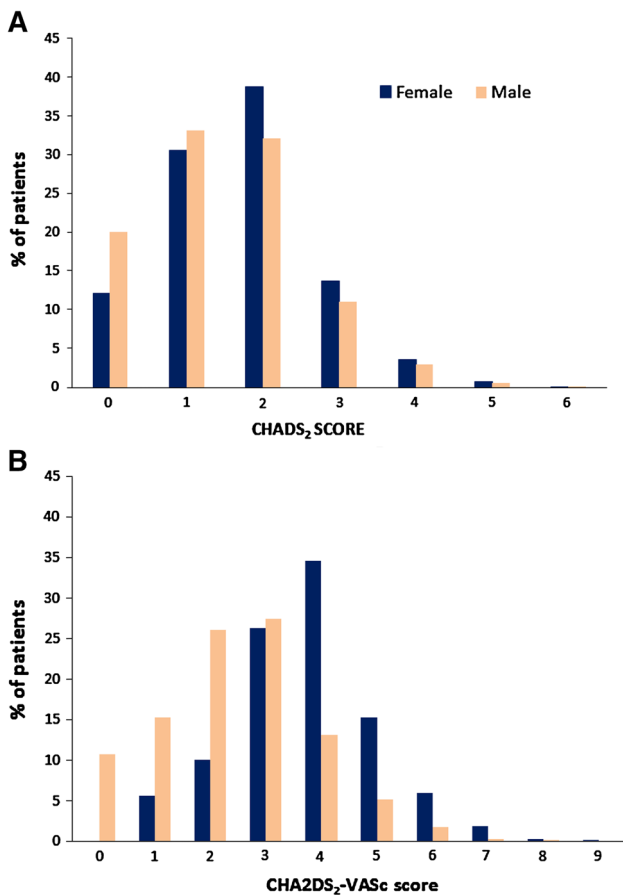 A
45
40
35
30
25
20
15
10
5
0
% of patients
Female Male
0 1 2 3 4 5 6
CHADS₂ SCORE
B
45
40
35
30
25
20
15
10
5
0
% of patients
0 1 2 3 4 5 6 7 8 9
CHA2DS₂-VASc score